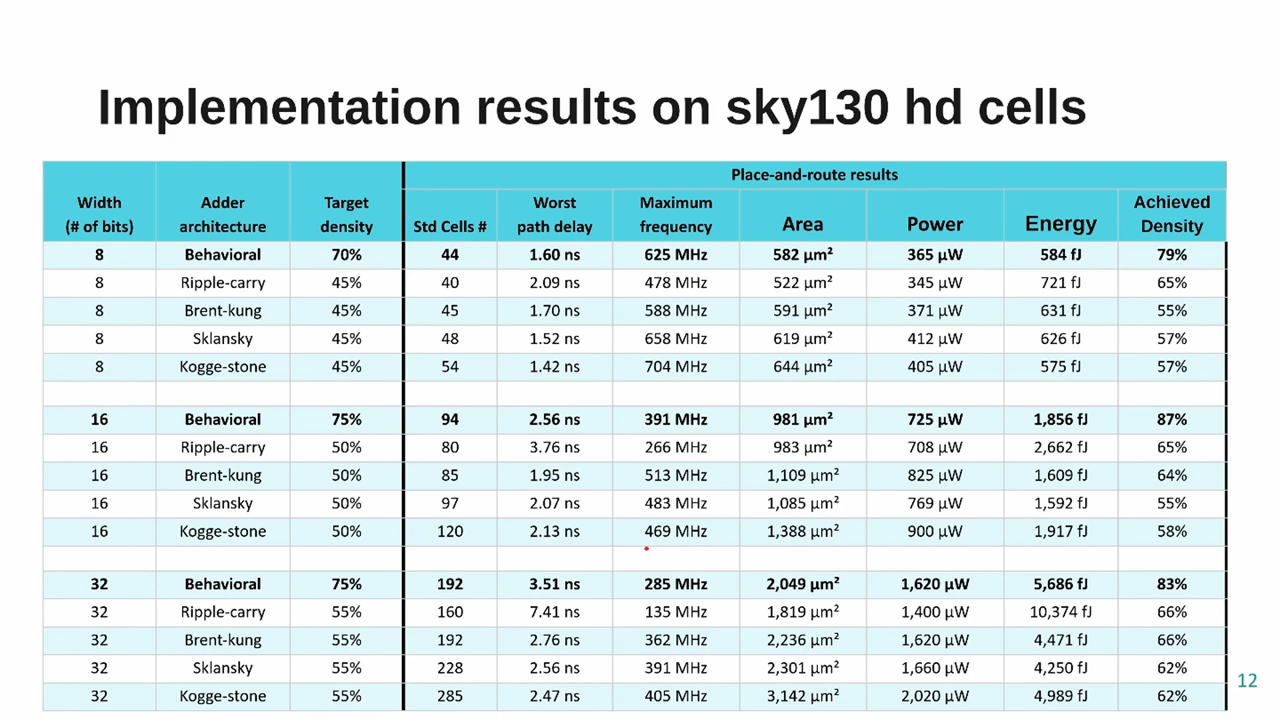 Implementation results on sky130 hd cells
Place-and-route results
Width (# of bits) Adder architecture Target density Std Cells # Worst path delay Maximum frequency Area Power Energy Achieved Density
8 Behavioral 70% 44 1.60 ns 625 MHz 582 µm² 365 µW 584 fJ 79%
8 Ripple-carry 45% 40 2.09 ns 478 MHz 522 µm² 345 µW 721 fJ 65%
8 Brent-kung 45% 45 1.70 ns 588 MHz 591 µm² 371 µW 631 fJ 55%
8 Sklansky 45% 48 1.52 ns 658 MHz 619 µm² 412 µW 626 fJ 57%
8 Kogge-stone 45% 54 1.42 ns 704 MHz 644 µm² 405 µW 575 fJ 57%
16 Behavioral 75% 94 2.56 ns 391 MHz 981 µm² 725 µW 1,856 fJ 87%
16 Ripple-carry 50% 80 3.76 ns 266 MHz 983 µm² 708 µW 2,662 fJ 65%
16 Brent-kung 50% 85 1.95 ns 513 MHz 1,109 µm² 825 µW 1,609 fJ 64%
16 Sklansky 50% 97 2.07 ns 483 MHz 1,085 µm² 769 µW 1,592 fJ 55%
16 Kogge-stone 50% 120 2.13 ns 469 MHz 1,388 µm² 900 µW 1,917 fJ 58%
32 Behavioral 75% 192 3.51 ns 285 MHz 2,049 µm² 1,620 µW 5,686 fJ 83%
32 Ripple-carry 55% 160 7.41 ns 135 MHz 1,819 µm² 1,400 µW 10,374 fJ 66%
32 Brent-kung 55% 192 2.76 ns 362 MHz 2,236 µm² 1,620 µW 4,471 fJ 66%
32 Sklansky 55% 228 2.56 ns 391 MHz 2,301 µm² 1,660 µW 4,250 fJ 62%
32 Kogge-stone 55% 285 2.47 ns 405 MHz 3,142 µm² 2,020 µW 4,989 fJ 62%
12